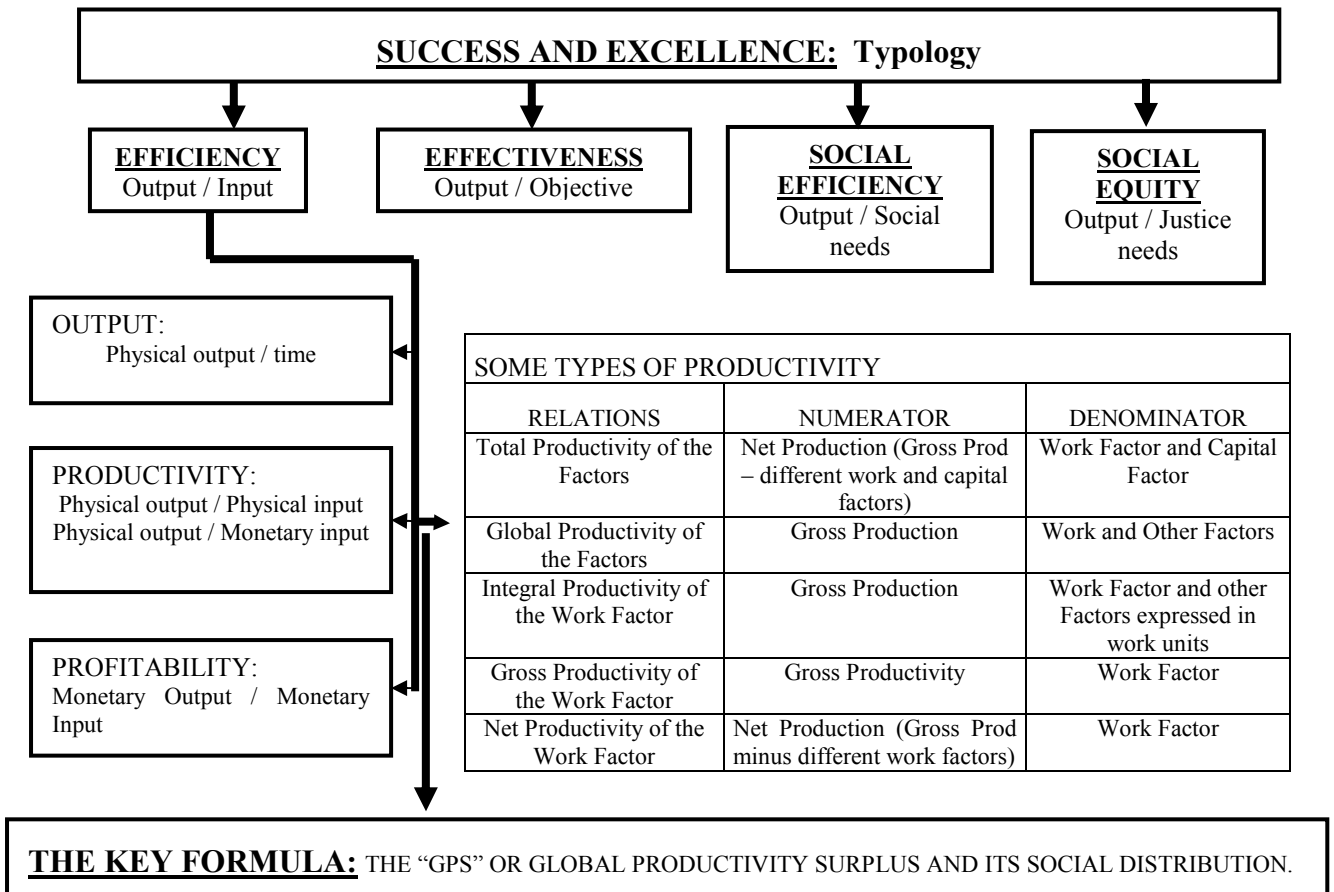 SUCCESS AND EXCELLENCE: Typology
EFFICIENCY
Output / Input
EFFECTIVENESS
Output / Objective
SOCIAL
EFFICIENCY
Output / Social
needs
SOCIAL
EQUITY
Output / Justice
needs
OUTPUT:
Physical output / time
PRODUCTIVITY:
Physical output / Physical input
Physical output / Monetary input
PROFITABILITY:
Monetary Output / Monetary
Input
SOME TYPES OF PRODUCTIVITY
RELATIONS
NUMERATOR
DENOMINATOR
Total Productivity of the
Factors
Net Production (Gross Prod
– different work and capital
factors)
Work Factor and Capital
Factor
Global Productivity of
the Factors
Gross Production
Work and Other Factors
Integral Productivity of
the Work Factor
Gross Production
Work Factor and other
Factors expressed in
work units
Gross Productivity of
the Work Factor
Gross Productivity
Work Factor
Net Productivity of the
Work Factor
Net Production (Gross Prod
minus different work factors)
Work Factor
THE KEY FORMULA: THE “GPS” OR GLOBAL PRODUCTIVITY SURPLUS AND ITS SOCIAL DISTRIBUTION.